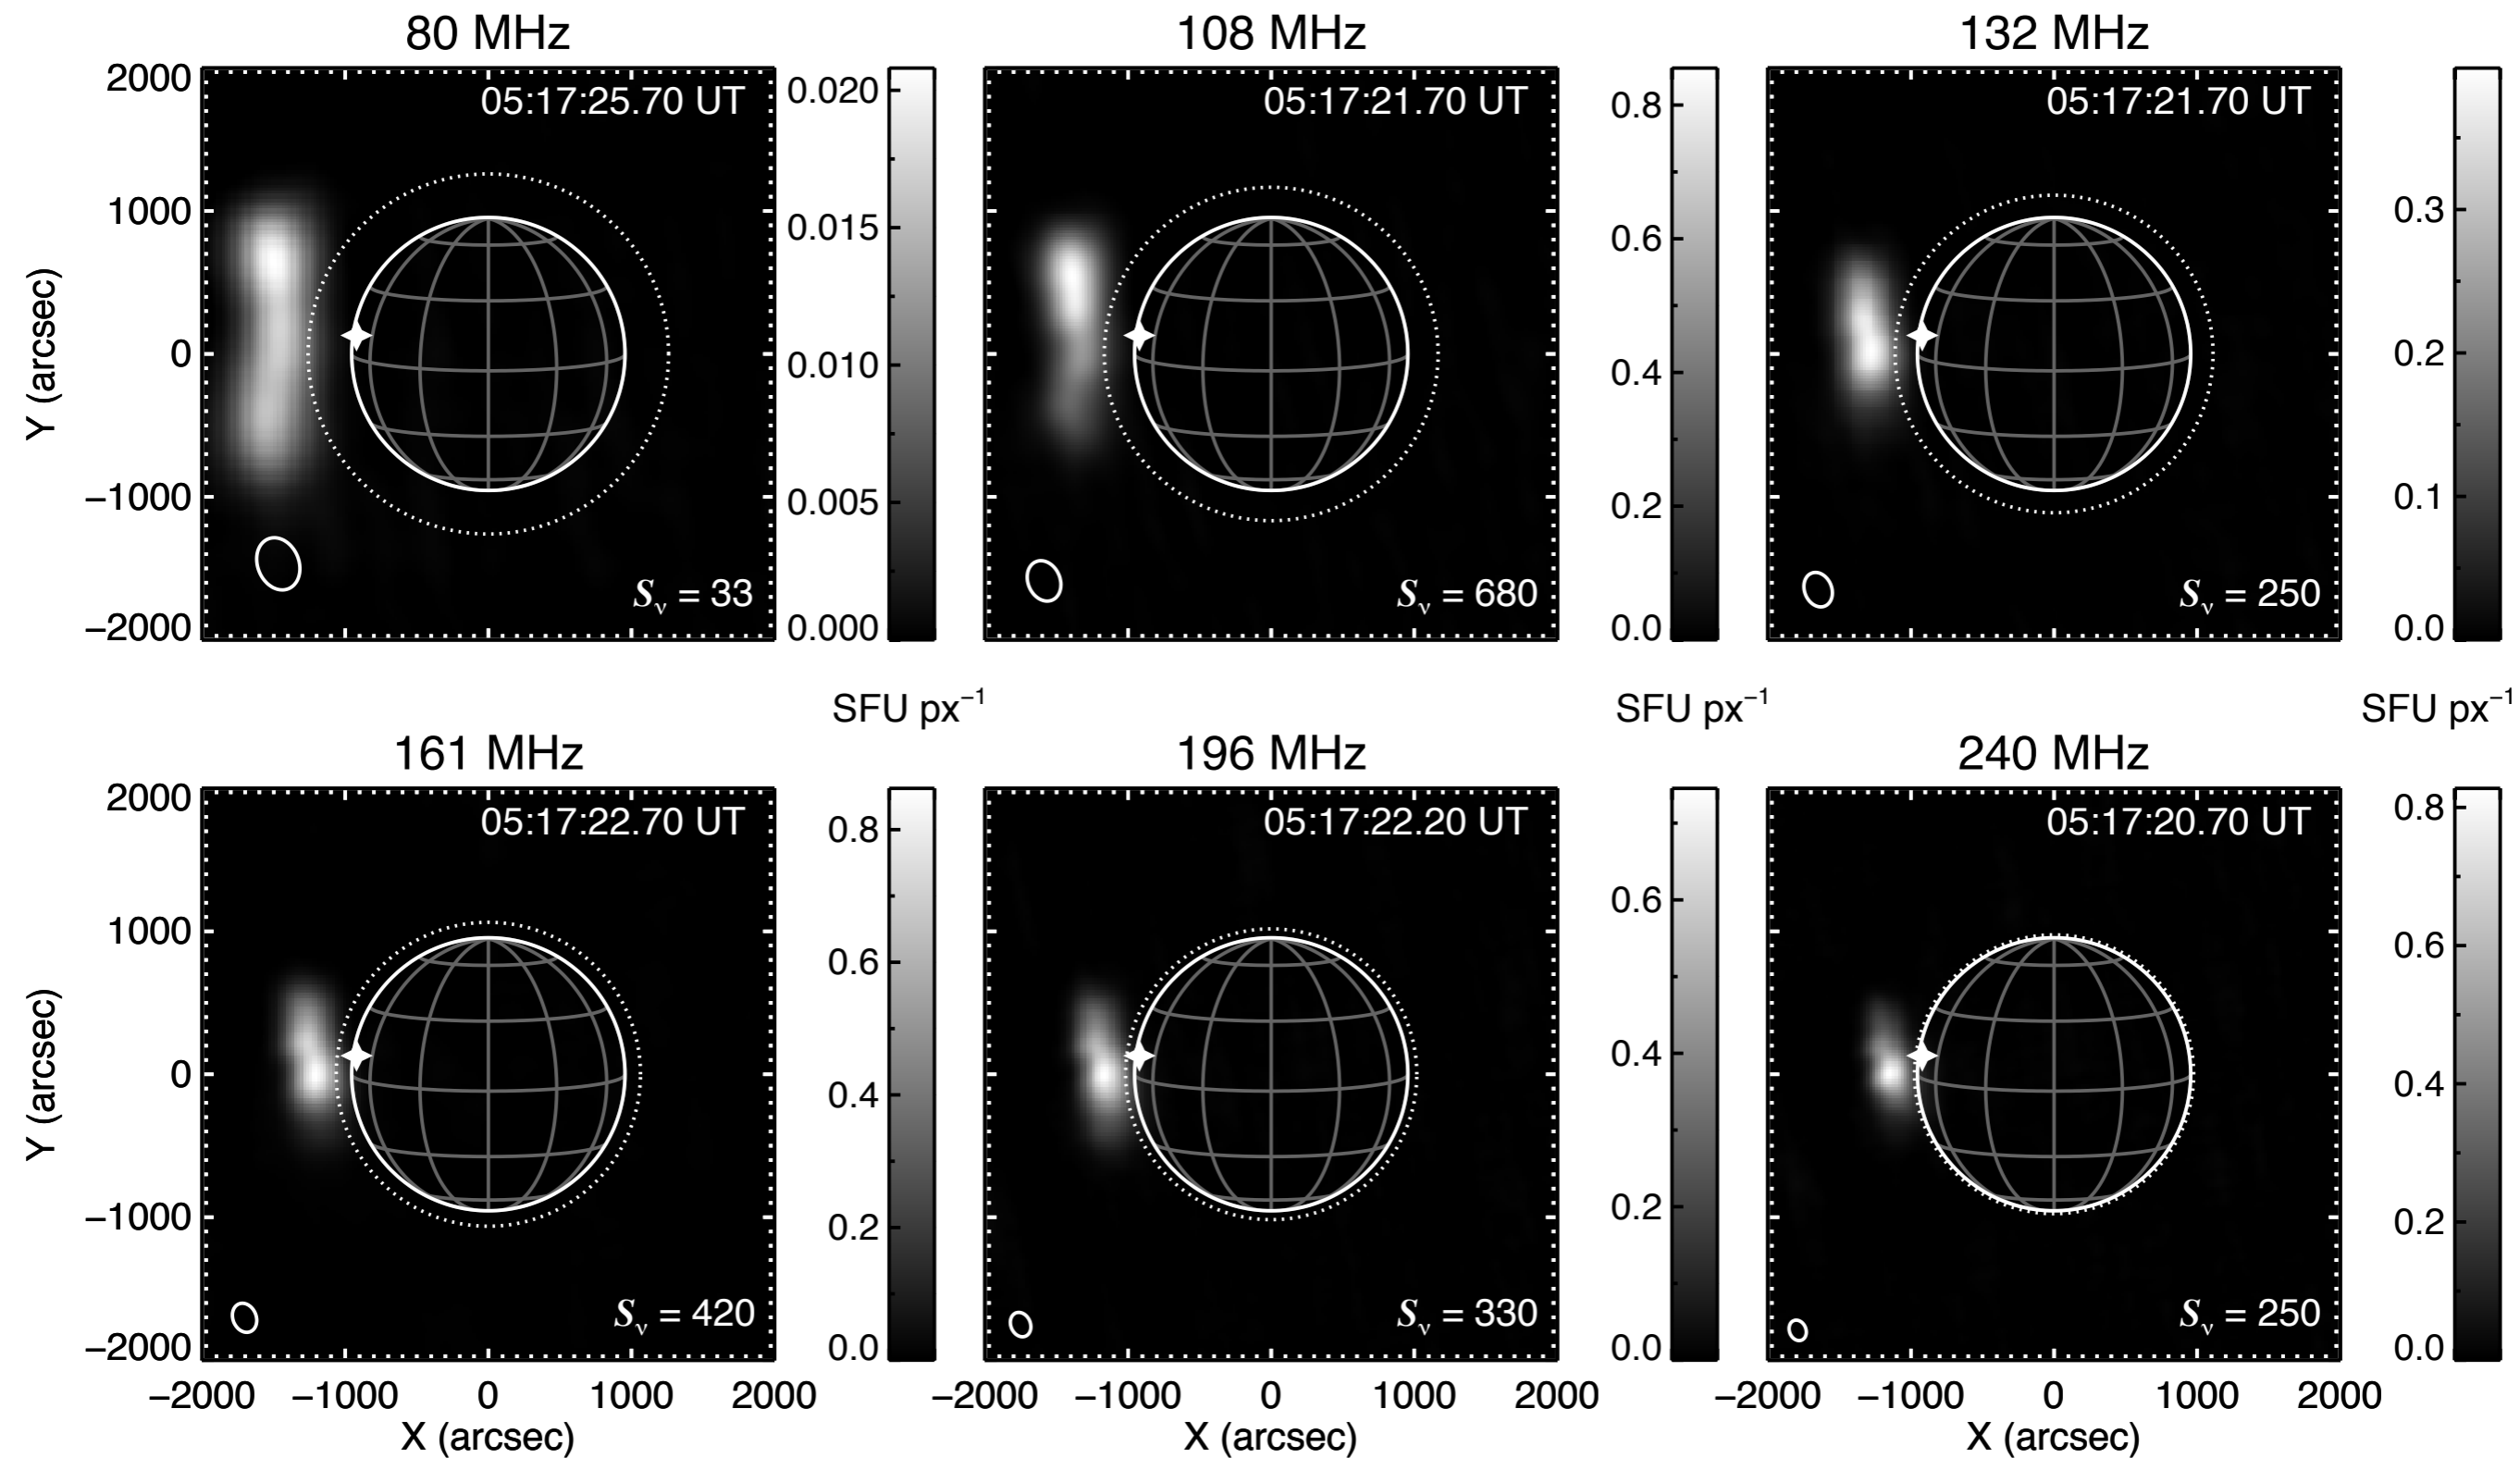 80 MHz 108 MHz 132 MHz
2000 05:17:25.70 UT 0.020 05:17:21.70 UT 0.8 05:17:21.70 UT
1000 0.015 0.6 0.3
Y (arcsec) 0 0.010 0.4 0.2
−1000 0.005 0.2 0.1
Sν = 33 Sν = 680 Sν = 250
−2000 0.000 0.0 0.0
SFU px−1 SFU px−1 SFU px−1
161 MHz 196 MHz 240 MHz
2000 05:17:22.70 UT 0.8 05:17:22.20 UT 05:17:20.70 UT 0.8
1000 0.6 0.6 0.6
Y (arcsec) 0 0.4 0.4 0.4
−1000 0.2 0.2 0.2
Sν = 420 Sν = 330 Sν = 250
−2000 0.0 0.0 0.0
−2000 −1000 0 1000 2000 −2000 −1000 0 1000 2000 −2000 −1000 0 1000 2000
X (arcsec) X (arcsec) X (arcsec)